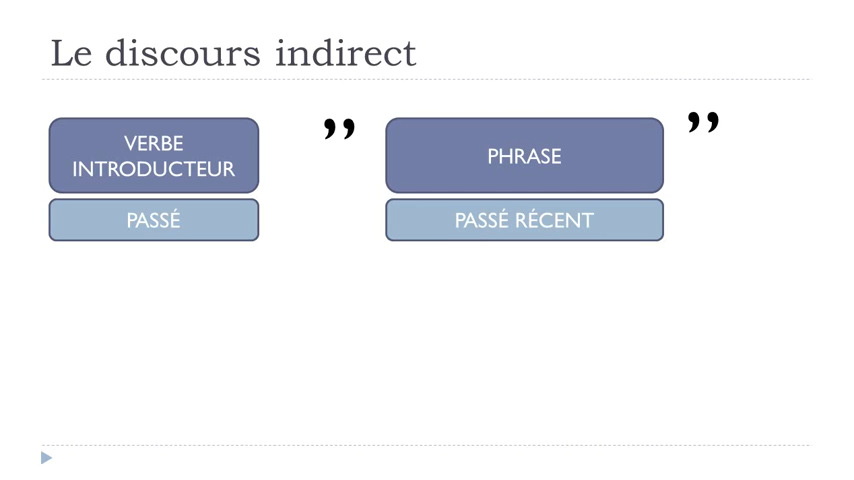 Le discours indirect
VERBE
INTRODUCTEUR
” PHRASE ”
PASSÉ
PASSÉ RÉCENT